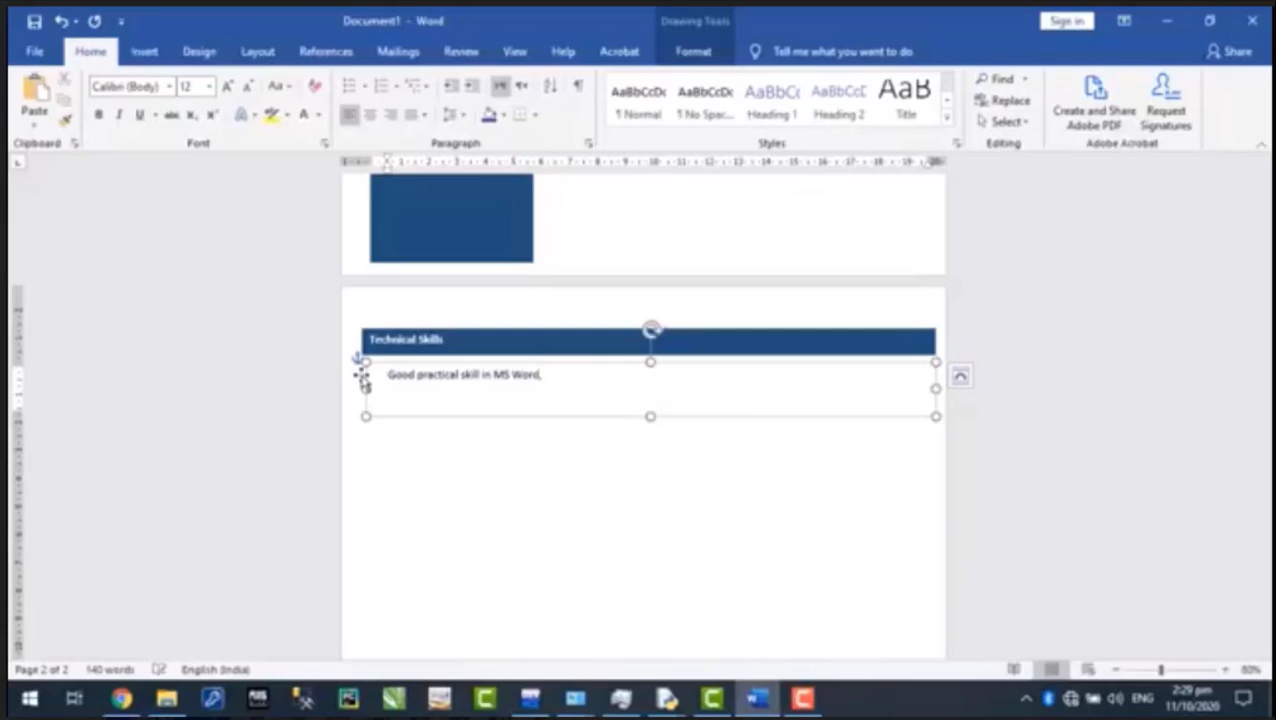 Document1 - Word
Drawing Tools
Sign in
File Home Insert Design Layout References Mailings Review View Help Acrobat Format Tell me what you want to do Share
Calibri (Body) 12
Paste
Clipboard
Font
Paragraph
AaBbCcDc AaBbCcDc AaBbCc AaBbCcD AaB
¶ Normal ¶ No Spac... Heading 1 Heading 2 Title
Styles
Find
Replace
Select
Editing
Create and Share Adobe PDF
Request Signatures
Adobe Acrobat
Technical Skills
Good practical skill in MS Word,
Page 2 of 2 140 words English (India) 80%
ENG
2:29 pm